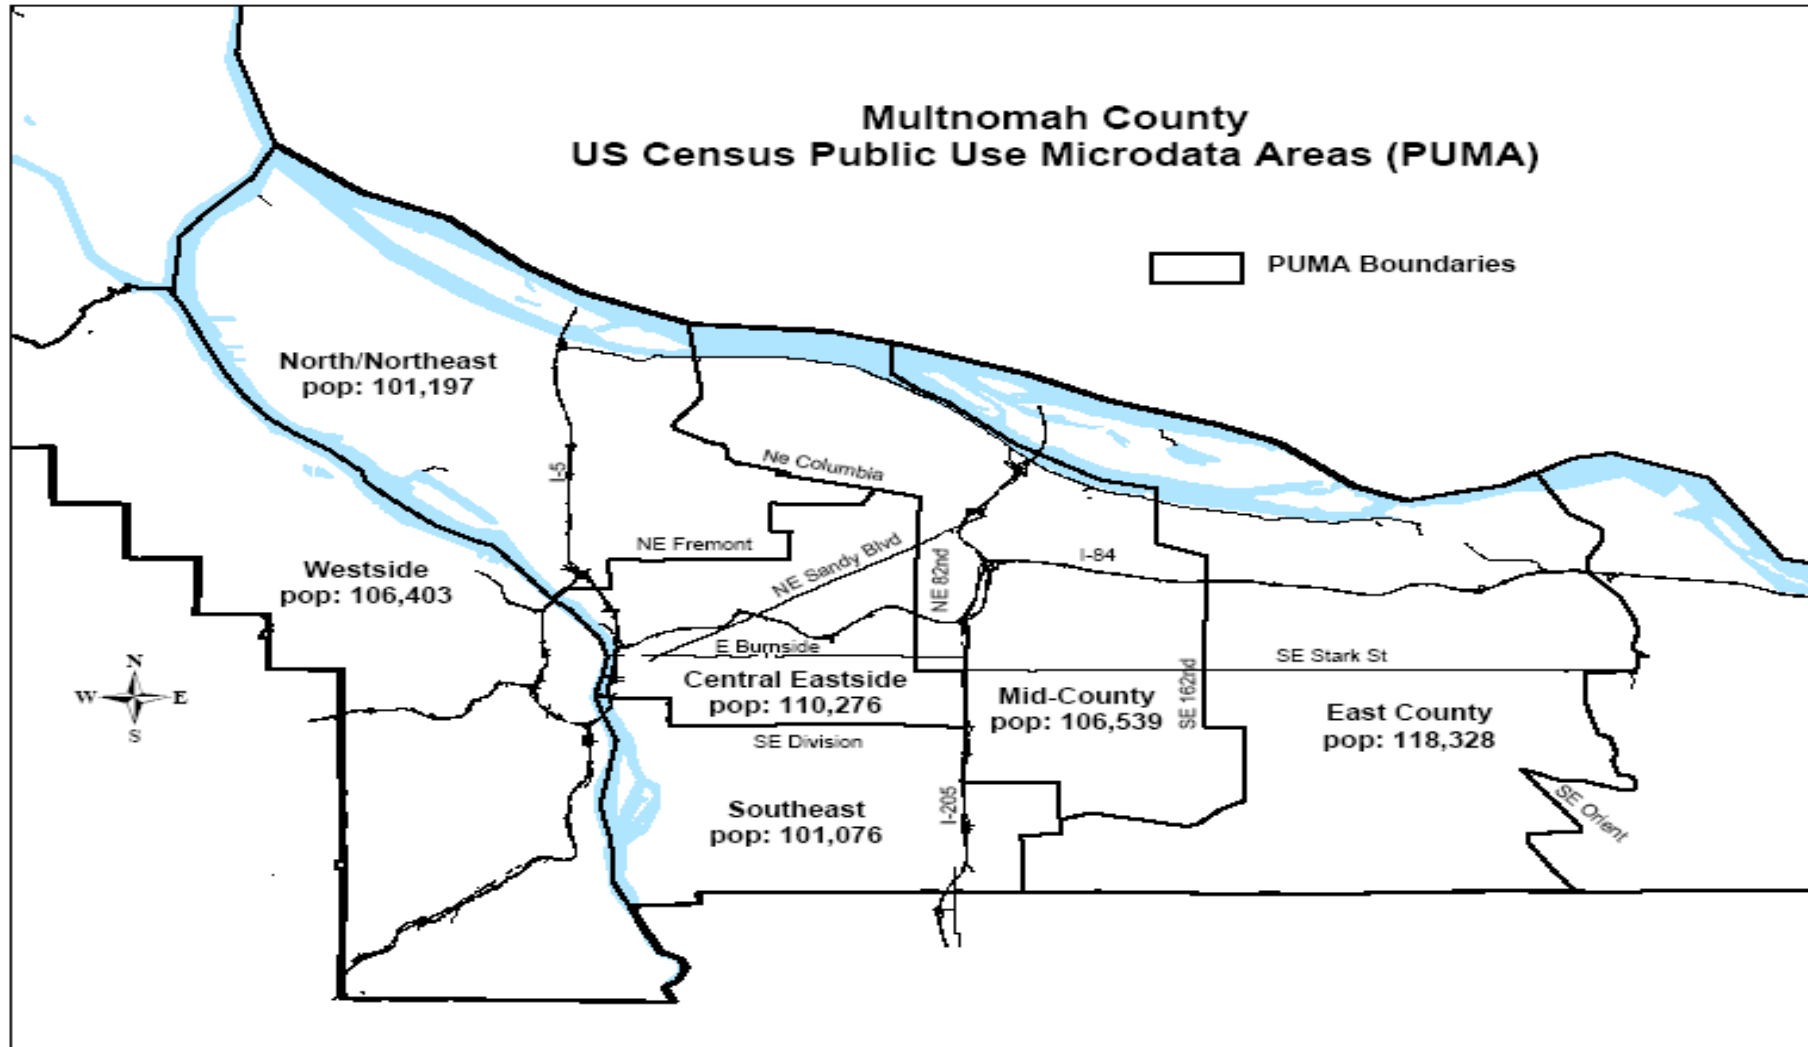 Multnomah County
US Census Public Use Microdata Areas (PUMA)
PUMA Boundaries
North/Northeast
pop: 101,197
I-5
Ne Columbia
NE Fremont
NE Sandy Blvd
NE 82nd
I-84
Westside
pop: 106,403
E Burnside
SE Stark St
N
W
E
S
Central Eastside
pop: 110,276
Mid-County
pop: 106,539
SE 162nd
East County
pop: 118,328
SE Division
Southeast
pop: 101,076
I-205
SE Orient